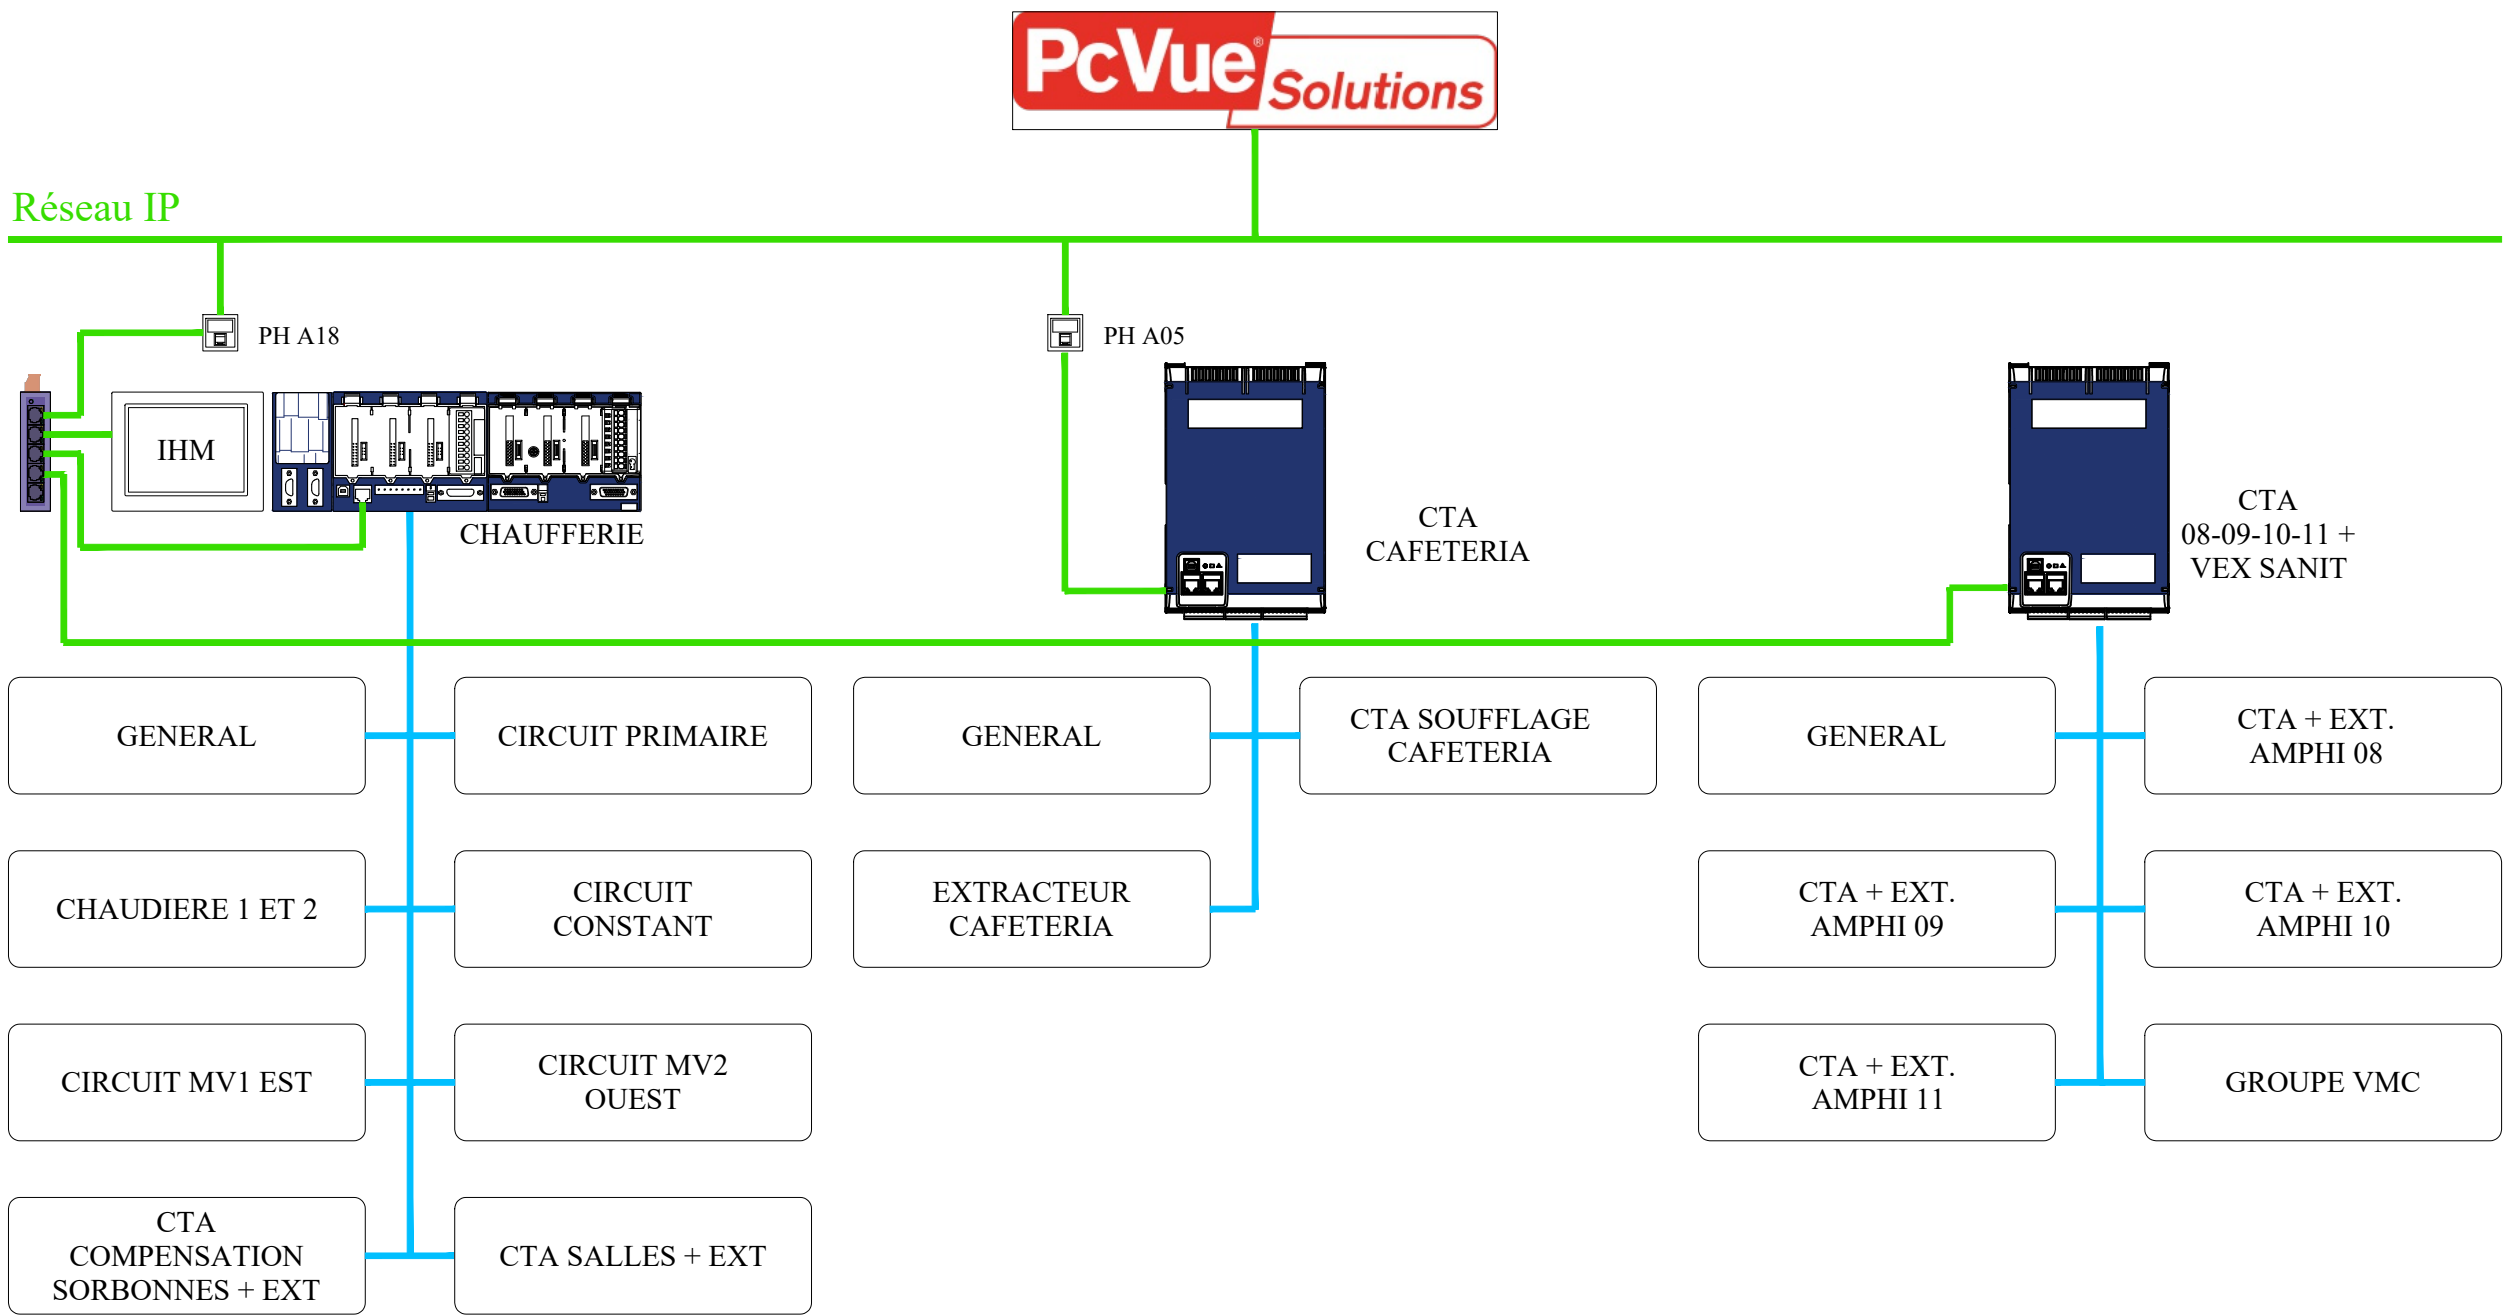 PcVue®
Solutions
Réseau IP
PH A18
PH A05
IHM
CHAUFFERIE
CTA
CAFETERIA
CTA
08-09-10-11 +
VEX SANIT
GENERAL
CIRCUIT PRIMAIRE
GENERAL
CTA SOUFFLAGE
CAFETERIA
GENERAL
CTA + EXT.
AMPHI 08
CHAUDIERE 1 ET 2
CIRCUIT
CONSTANT
EXTRACTEUR
CAFETERIA
CTA + EXT.
AMPHI 09
CTA + EXT.
AMPHI 10
CIRCUIT MV1 EST
CIRCUIT MV2
OUEST
CTA + EXT.
AMPHI 11
GROUPE VMC
CTA
COMPENSATION
SORBONNES + EXT
CTA SALLES + EXT